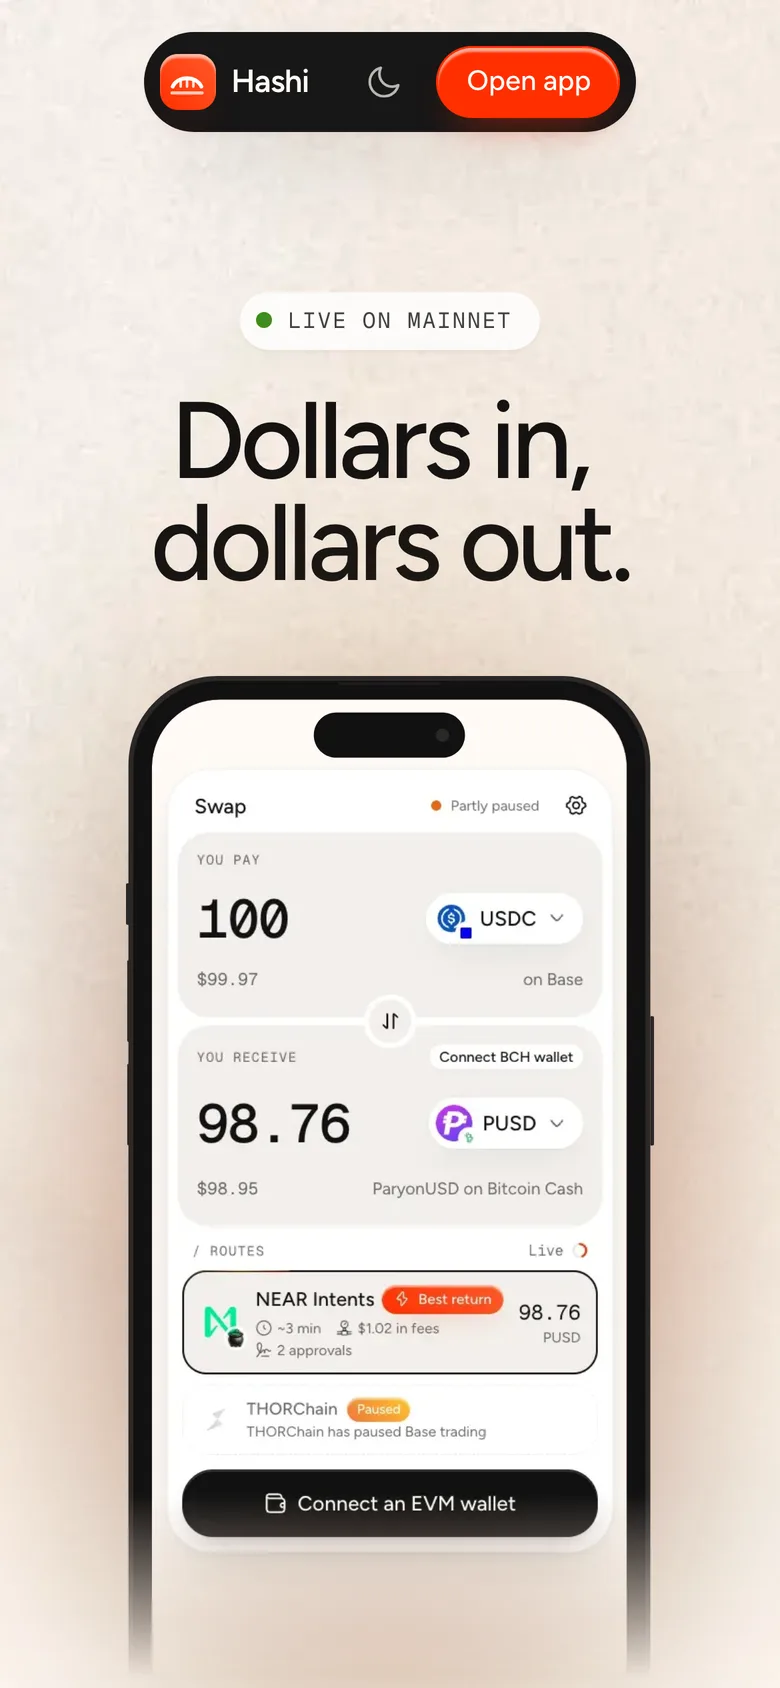 Hashi
Open app
LIVE ON MAINNET
Dollars in,
dollars out.
Swap
Partly paused
YOU PAY
100
USDC
$99.97
on Base
YOU RECEIVE
Connect BCH wallet
98.76
PUSD
$98.95
ParyonUSD on Bitcoin Cash
/ ROUTES
Live
NEAR Intents
Best return
98.76
~3 min
$1.02 in fees
PUSD
2 approvals
THORChain
Paused
THORChain has paused Base trading
Connect an EVM wallet